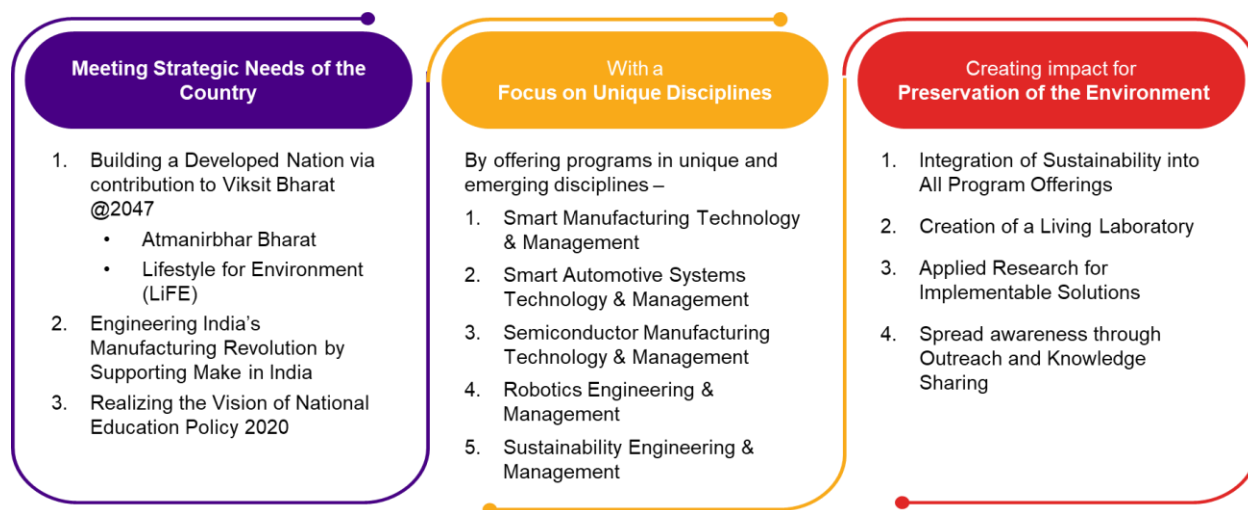 Meeting Strategic Needs of the
Country
1. Building a Developed Nation via
contribution to Viksit Bharat
@2047
• Atmanirbhar Bharat
• Lifestyle for Environment
(LiFE)
2. Engineering India’s
Manufacturing Revolution by
Supporting Make in India
3. Realizing the Vision of National
Education Policy 2020
With a
Focus on Unique Disciplines
By offering programs in unique and
emerging disciplines –
1. Smart Manufacturing Technology
& Management
2. Smart Automotive Systems
Technology & Management
3. Semiconductor Manufacturing
Technology & Management
4. Robotics Engineering &
Management
5. Sustainability Engineering &
Management
Creating impact for
Preservation of the Environment
1. Integration of Sustainability into
All Program Offerings
2. Creation of a Living Laboratory
3. Applied Research for
Implementable Solutions
4. Spread awareness through
Outreach and Knowledge
Sharing